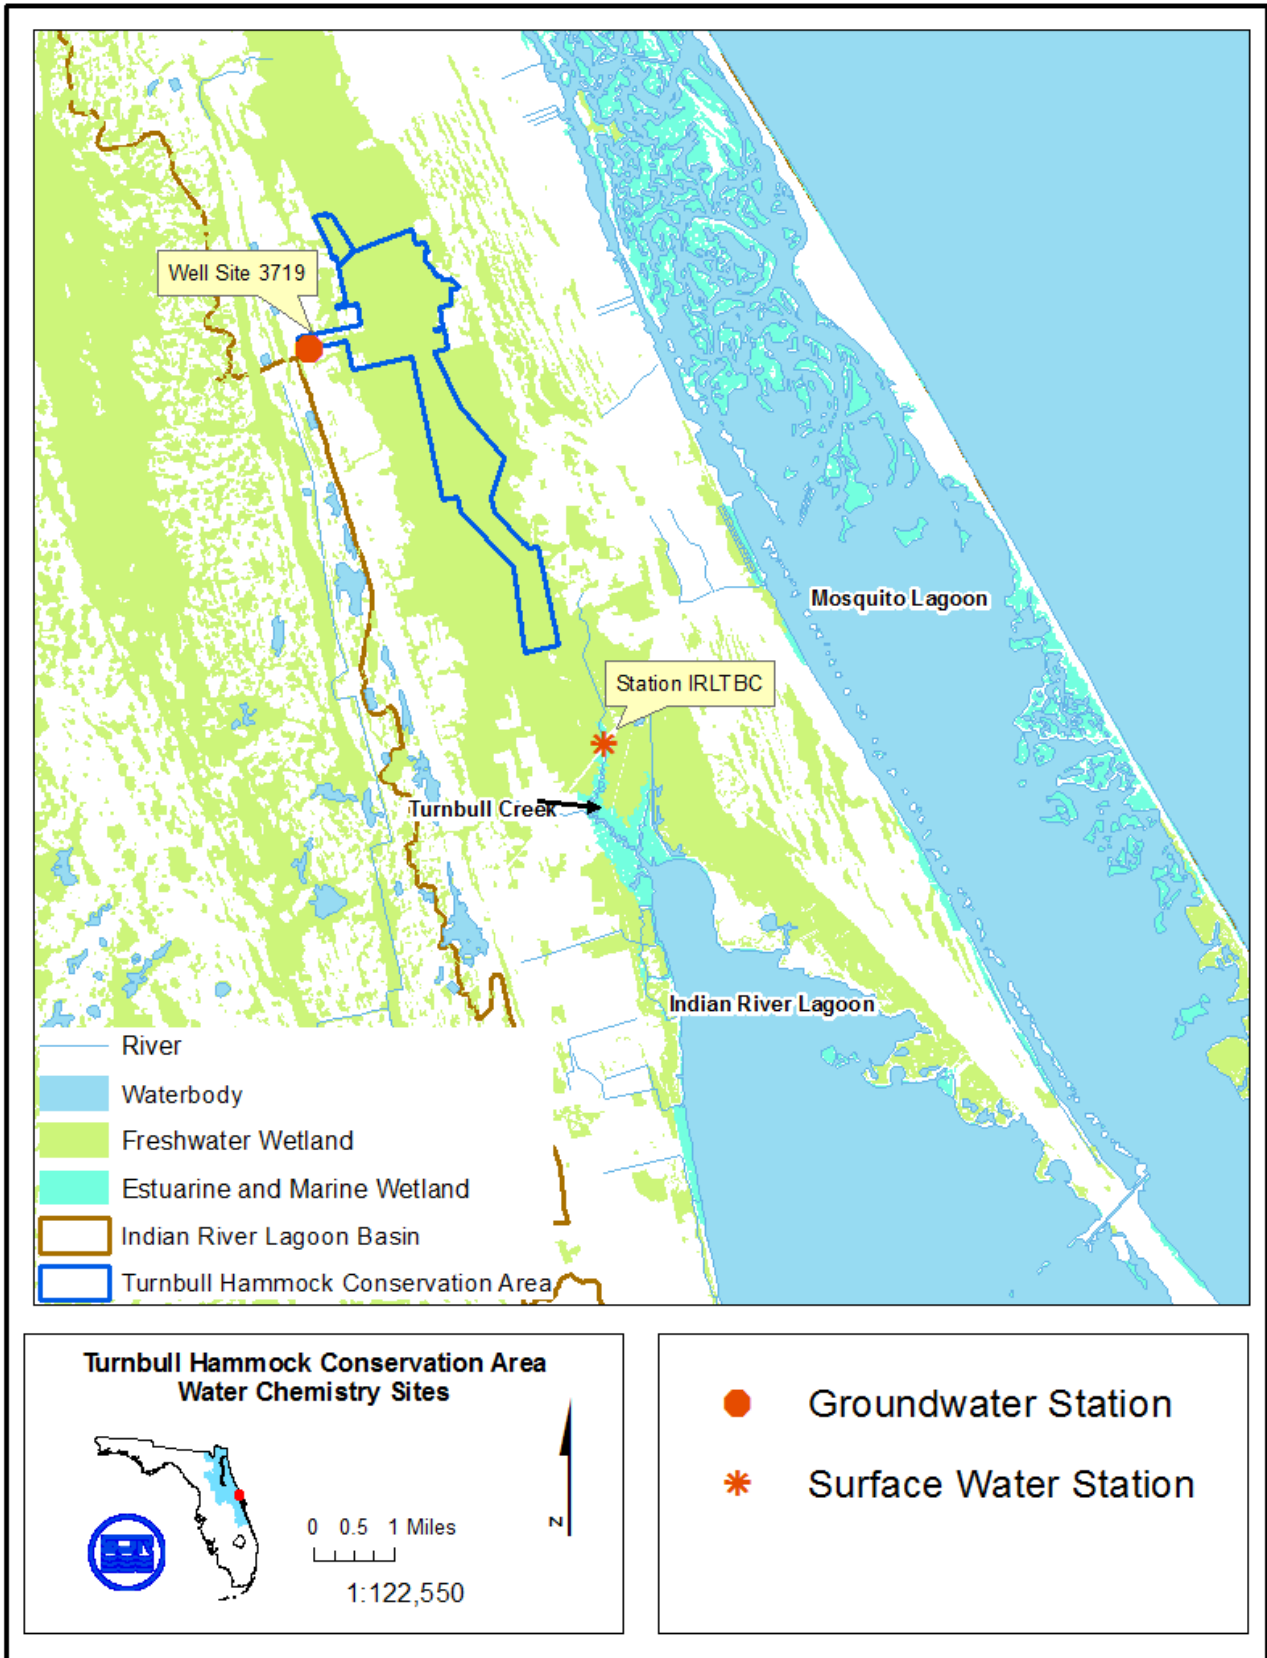 Well Site 3719
Mosquito Lagoon
Station IRLTBC
Turnbull Creek
Indian River Lagoon
River
Waterbody
Freshwater Wetland
Estuarine and Marine Wetland
Indian River Lagoon Basin
Turnbull Hammock Conservation Area
Turnbull Hammock Conservation Area
Water Chemistry Sites
0 0.5 1 Miles
1:122,550
N
Groundwater Station
Surface Water Station